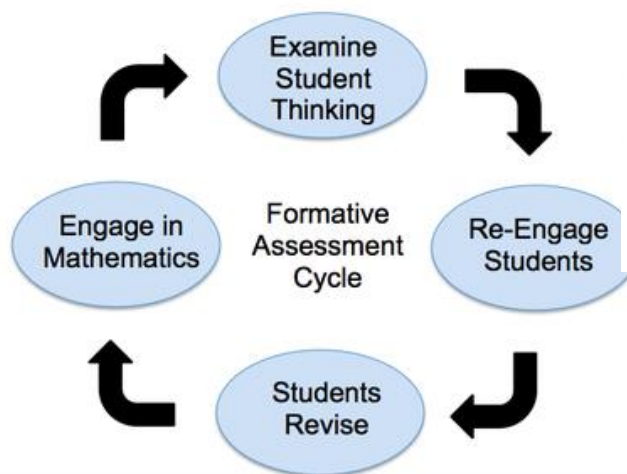 Examine
Student
Thinking
Engage in
Mathematics
Formative
Assessment
Cycle
Re-Engage
Students
Students
Revise